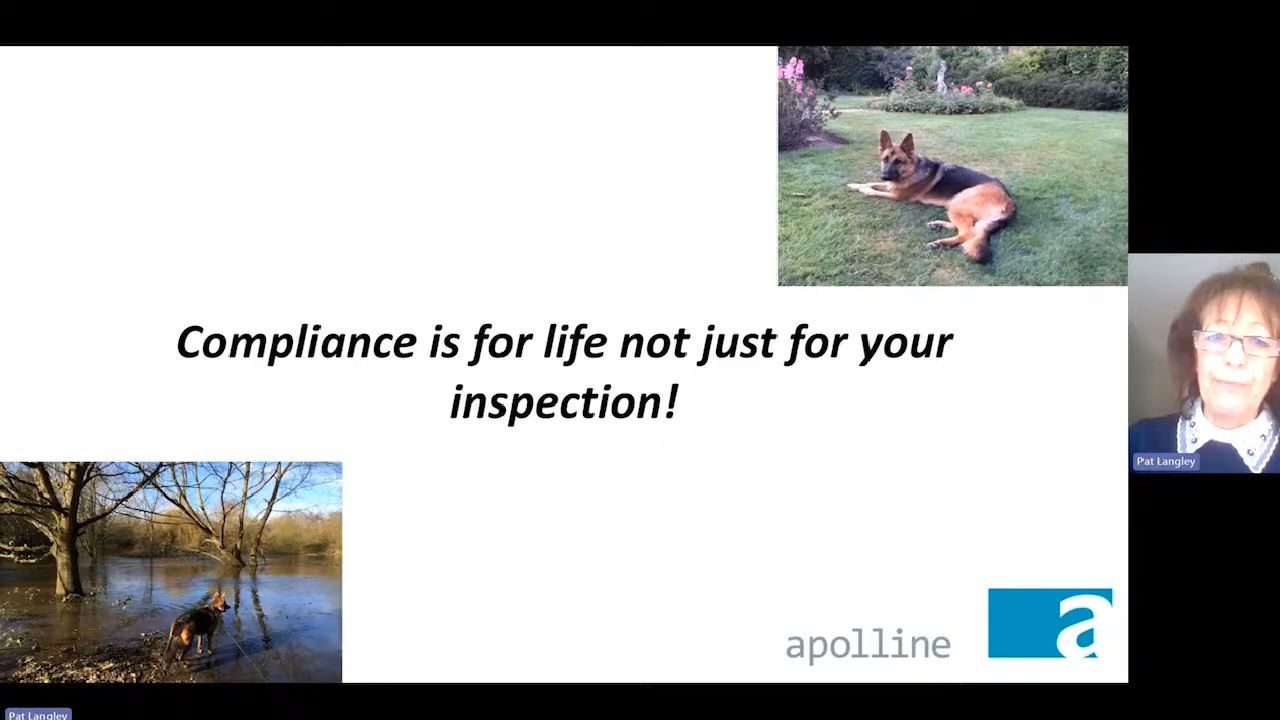 Compliance is for life not just for your
inspection!
Pat Langley
apolline
a
Pat Langley